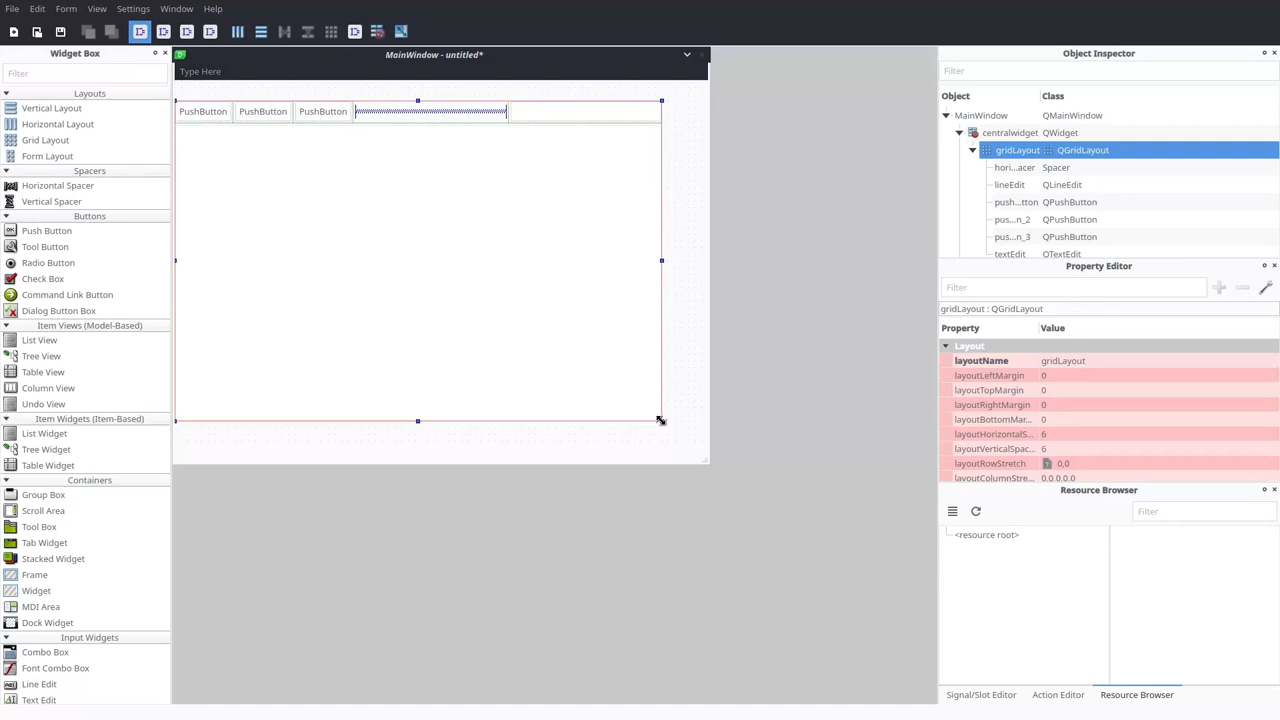 File Edit Form View Settings Window Help
Widget Box
Filter
Layouts
Vertical Layout
Horizontal Layout
Grid Layout
Form Layout
Spacers
Horizontal Spacer
Vertical Spacer
Buttons
Push Button
Tool Button
Radio Button
Check Box
Command Link Button
Dialog Button Box
Item Views (Model-Based)
List View
Tree View
Table View
Column View
Undo View
Item Widgets (Item-Based)
List Widget
Tree Widget
Table Widget
Containers
Group Box
Scroll Area
Tool Box
Tab Widget
Stacked Widget
Frame
Widget
MDI Area
Dock Widget
Input Widgets
Combo Box
Font Combo Box
Line Edit
Text Edit
MainWindow - untitled*
Type Here
PushButton PushButton PushButton
Object Inspector
Filter
Object Class
MainWindow QMainWindow
centralwidget QWidget
gridLayout QGridLayout
hori...acer Spacer
lineEdit QLineEdit
push...tton QPushButton
pus...n_2 QPushButton
pus...n_3 QPushButton
textEdit QTextEdit
Property Editor
Filter
gridLayout : QGridLayout
Property Value
Layout
layoutName gridLayout
layoutLeftMargin 0
layoutTopMargin 0
layoutRightMargin 0
layoutBottomMar... 0
layoutHorizontalS... 6
layoutVerticalSpac... 6
layoutRowStretch 0,0
layoutColumnStre... 0,0,0,0,0
Resource Browser
Filter
<resource root>
Signal/Slot Editor Action Editor Resource Browser